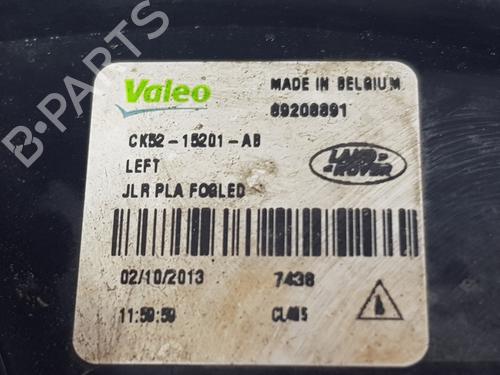 B-PARTS
Valeo
MADE IN BELGIUM
89208891
CK52-15201-AB
LEFT
LAND
ROVER
JLR PLA FOGLED
02/10/2013
7438
11:59:59